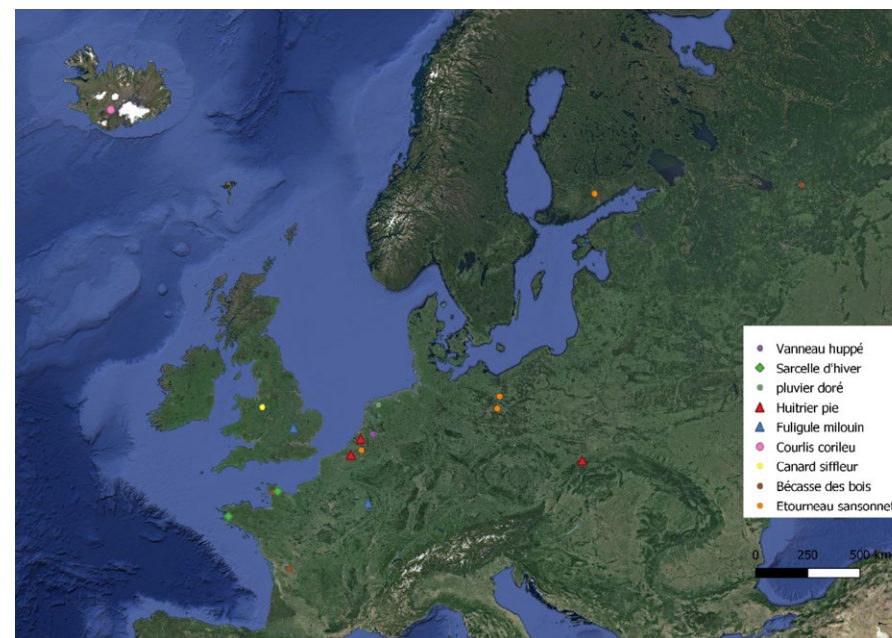 Vanneau huppé
Sarcelle d'hiver
pluvier doré
Huitrier pie
Fuligule milouin
Courlis corileu
Canard siffleur
Bécasse des bois
Etourneau sansonnet
0 250 500 km